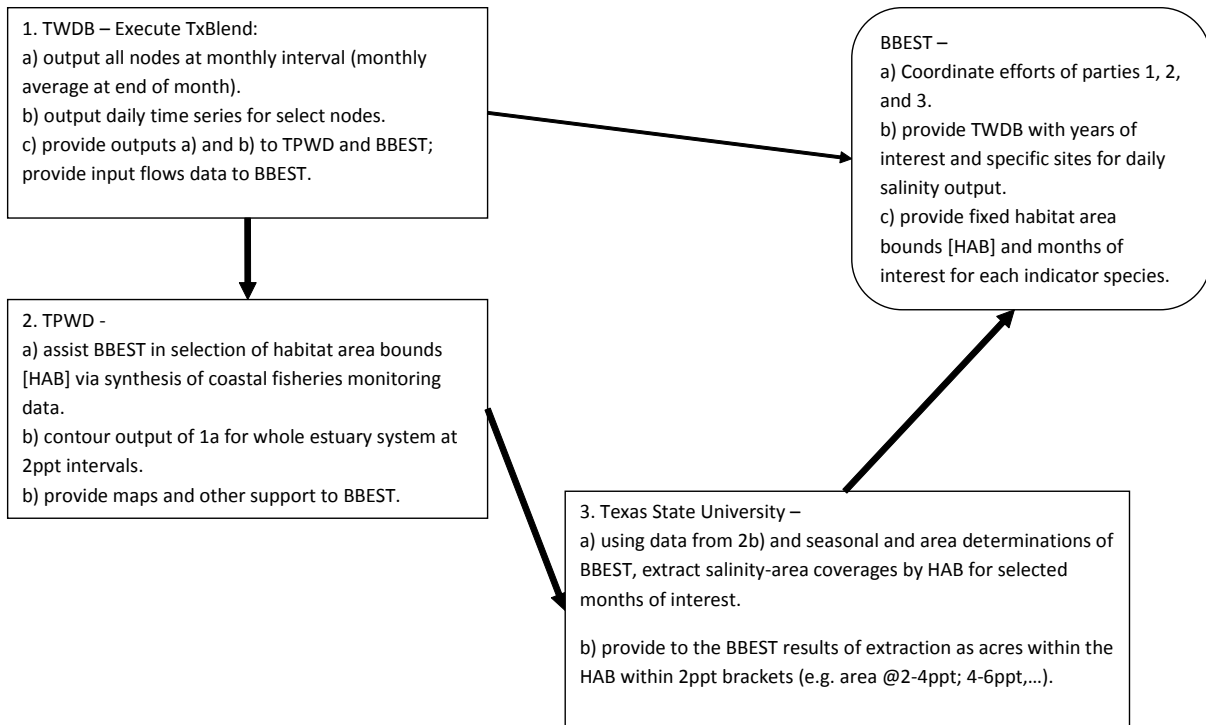 1. TWDB – Execute TxBlend:
a) output all nodes at monthly interval (monthly
average at end of month).
b) output daily time series for select nodes.
c) provide outputs a) and b) to TPWD and BBEST;
provide input flows data to BBEST.
BBEST –
a) Coordinate efforts of parties 1, 2,
and 3.
b) provide TWDB with years of
interest and specific sites for daily
salinity output.
c) provide fixed habitat area
bounds [HAB] and months of
interest for each indicator species.
2. TPWD -
a) assist BBEST in selection of habitat area bounds
[HAB] via synthesis of coastal fisheries monitoring
data.
b) contour output of 1a for whole estuary system at
2ppt intervals.
b) provide maps and other support to BBEST.
3. Texas State University –
a) using data from 2b) and seasonal and area determinations of
BBEST, extract salinity-area coverages by HAB for selected
months of interest.
b) provide to the BBEST results of extraction as acres within the
HAB within 2ppt brackets (e.g. area @2-4ppt; 4-6ppt,...).